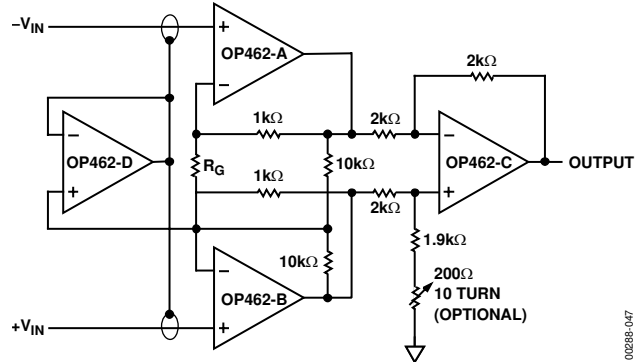 −VIN
+
OP462-A
−
2kΩ
1kΩ
2kΩ
−
−
OP462-D
+
RG
10kΩ
OP462-C
OUTPUT
1kΩ
+
2kΩ
1.9kΩ
−
10kΩ
OP462-B
200Ω
10 TURN
(OPTIONAL)
+VIN
+
00288-047